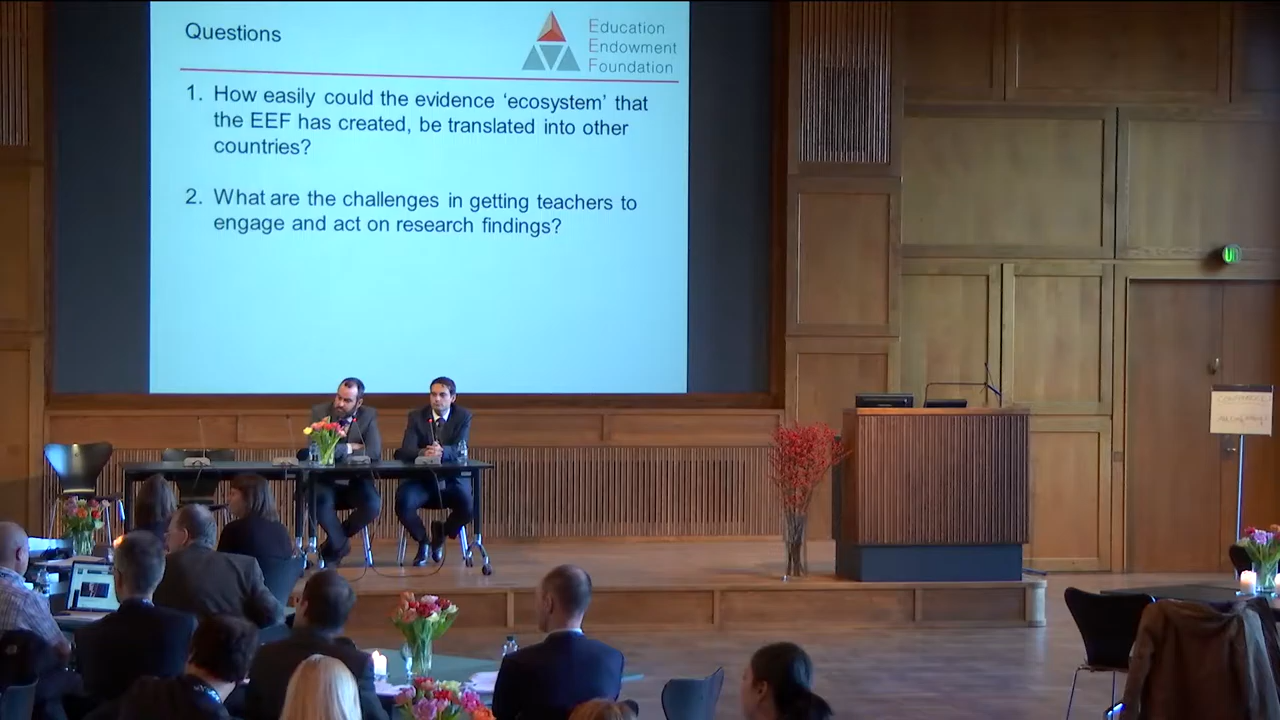 Questions
Education
Endowment
Foundation
1. How easily could the evidence ‘ecosystem’ that
the EEF has created, be translated into other
countries?
2. What are the challenges in getting teachers to
engage and act on research findings?